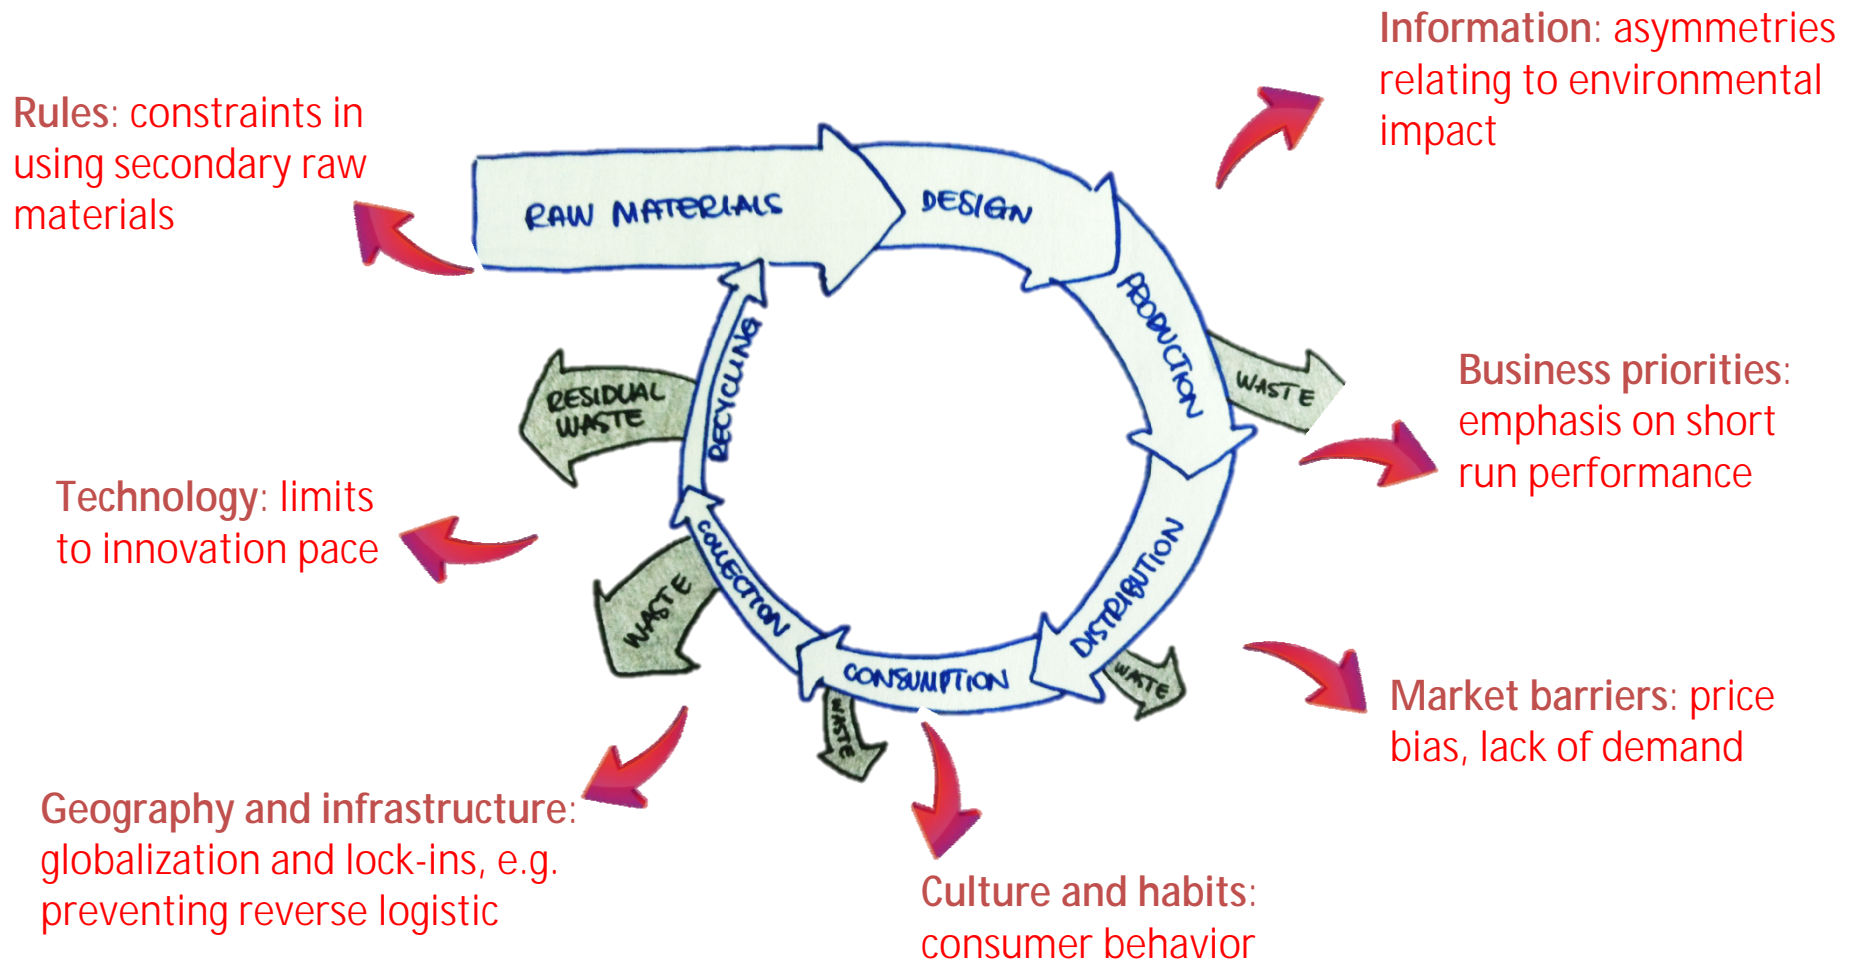 Information: asymmetries
relating to environmental
impact
Rules: constraints in
using secondary raw
materials
RAW MATERIALS
DESIGN
PRODUCTION
WASTE
Business priorities:
emphasis on short
run performance
DISTRIBUTION
WASTE
Market barriers: price
bias, lack of demand
CONSUMPTION
WASTE
Culture and habits:
consumer behavior
COLLECTION
WASTE
Geography and infrastructure:
globalization and lock-ins, e.g.
preventing reverse logistic
RECYCLING
RESIDUAL
WASTE
Technology: limits
to innovation pace